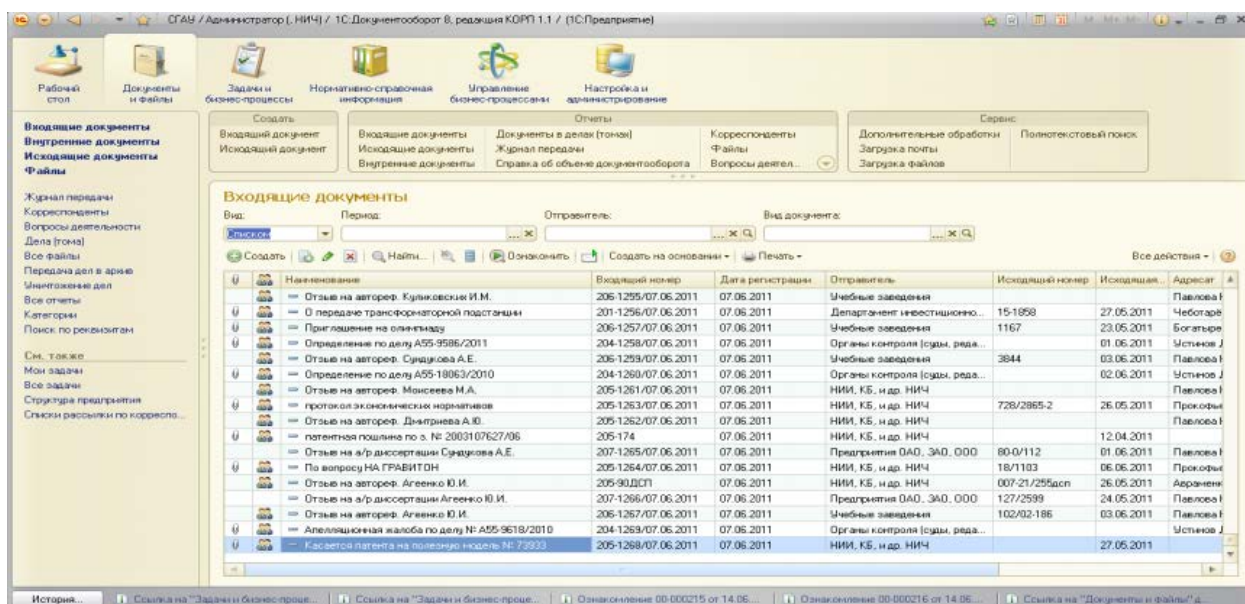 СГАУ / Администратор (. НИЧ) / 1С:Документооборот 8, редакция КОРП 1.1 / (1С:Предприятие)
M M+ M-
Рабочий стол
Документы и файлы
Задачи и бизнес-процессы
Нормативно-справочная информация
Управление бизнес-процессами
Настройка и администрирование
Входящие документы
Внутренние документы
Исходящие документы
Файлы
Журнал передачи
Корреспонденты
Вопросы деятельности
Дела (тома)
Все файлы
Передача дел в архив
Уничтожение дел
Все отчеты
Категории
Поиск по реквизитам
См. также
Мои задачи
Все задачи
Структура предприятия
Списки рассылки по корреспо...
Создать
Входящий документ
Исходящий документ
Отчеты
Входящие документы Документы в делах (томах) Корреспонденты
Исходящие документы Журнал передачи Файлы
Внутренние документы Справка об объеме документооборота Вопросы деятел...
Сервис
Дополнительные обработки Полнотекстовый поиск
Загрузка почты
Загрузка файлов
Входящие документы
Вид: Период: Отправитель: Вид документа:
Списком
Создать Найти... Ознакомить Создать на основании Печать Все действия
Наименование Входящий номер Дата регистрации Отправитель Исходящий номер Исходящая... Адресат
Отзыв на автореф. Куликовских И.М. 206-1255/07.06.2011 07.06.2011 Учебные заведения Павлова
О передаче трансформаторной подстанции 201-1256/07.06.2011 07.06.2011 Департамент инвестиционно... 15-1858 27.05.2011 Чеботарё
Приглашение на олимпиаду 206-1257/07.06.2011 07.06.2011 Учебные заведения 1167 23.05.2011 Богатыре
Определение по делу А55-9586/2011 204-1258/07.06.2011 07.06.2011 Органы контроля (суды, реда... 01.06.2011 Устинов
Отзыв на автореф. Сундукова А.Е. 206-1259/07.06.2011 07.06.2011 Учебные заведения 3844 03.06.2011 Павлова
Определение по делу А55-18063/2010 204-1260/07.06.2011 07.06.2011 Органы контроля (суды, реда... 02.06.2011 Устинов
Отзыв на автореф. Моисеева М.А. 205-1261/07.06.2011 07.06.2011 НИИ, КБ, и др. НИЧ Павлова
протокол экономических нормативов 205-1263/07.06.2011 07.06.2011 НИИ, КБ, и др. НИЧ 728/2865-2 26.05.2011 Прокофье
Отзыв на автореф. Дмитриева А.Ю. 205-1262/07.06.2011 07.06.2011 НИИ, КБ, и др. НИЧ Павлова
патентная пошлина по з. № 2003107627/06 205-174 07.06.2011 НИИ, КБ, и др. НИЧ 12.04.2011
Отзыв на а/р диссертации Сундукова А.Е. 207-1265/07.06.2011 07.06.2011 Предприятия ОАО, ЗАО, ООО 80-0/112 01.06.2011 Павлова
По вопросу НА ГРАВИТОН 205-1264/07.06.2011 07.06.2011 НИИ, КБ, и др. НИЧ 18/1103 06.06.2011 Прокофье
Отзыв на автореф. Агеенко Ю.И. 205-90ДСП 07.06.2011 НИИ, КБ, и др. НИЧ 007-21/255дсп 26.05.2011 Авраменк
Отзыв на а/р диссертации Агеенко Ю.И. 207-1266/07.06.2011 07.06.2011 Предприятия ОАО, ЗАО, ООО 127/2599 24.05.2011 Павлова
Отзыв на автореф. Агеенко Ю.И. 206-1267/07.06.2011 07.06.2011 Учебные заведения 102/02-186 03.06.2011 Павлова
Апелляционная жалоба по делу № А55-9618/2010 204-1269/07.06.2011 07.06.2011 Органы контроля (суды, реда... Устинов
Касается патента на полезную модель № 73933 205-1268/07.06.2011 07.06.2011 НИИ, КБ, и др. НИЧ 27.05.2011
История... Ссылка на "Задачи и бизнес-проце... Ссылка на "Задачи и бизнес-проце... Ознакомление 00-000215 от 14.06.... Ознакомление 00-000216 от 14.06.... Ссылка на "Документы и файлы" д...